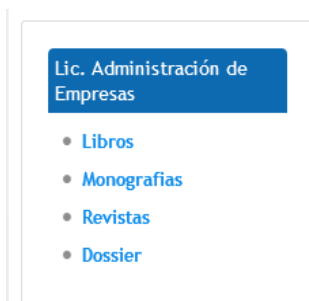 Lic. Administración de
Empresas
Libros
Monografias
Revistas
Dossier